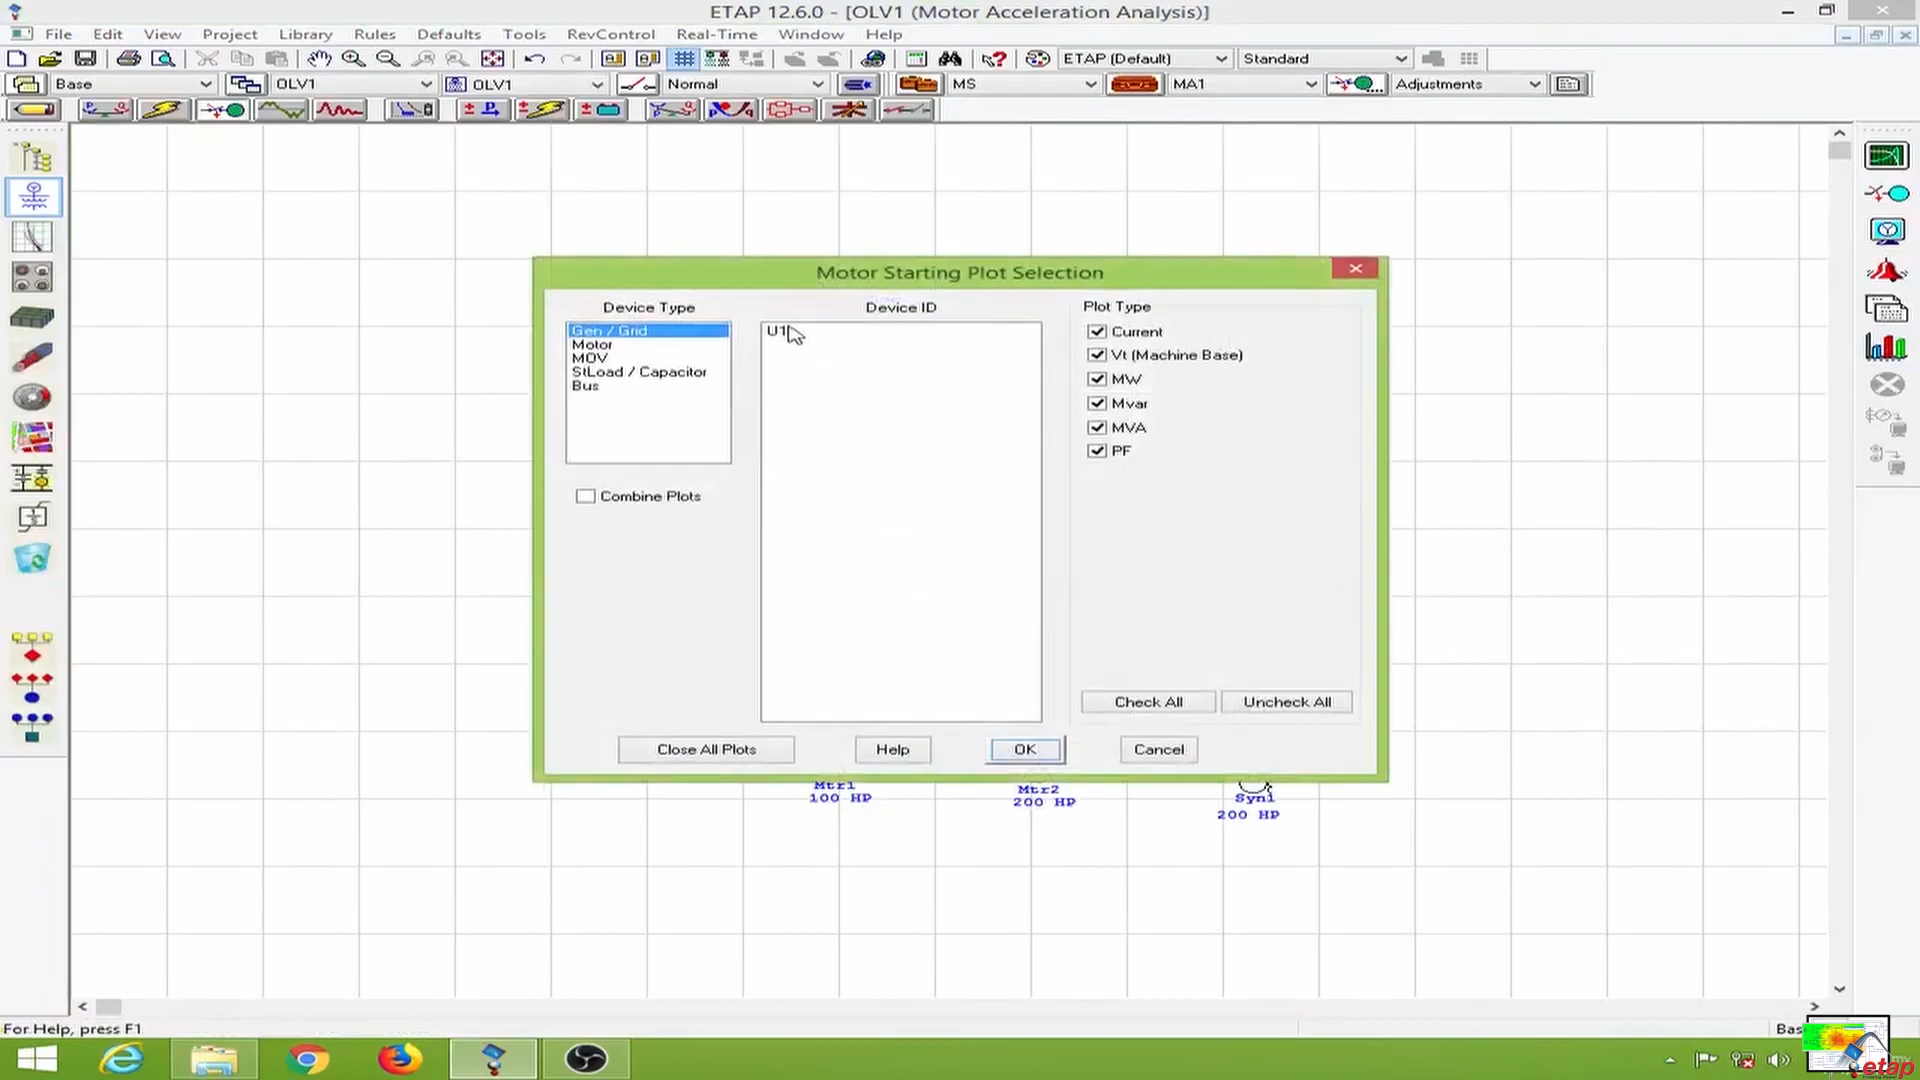 ETAP 12.6.0 - [OLV1 (Motor Acceleration Analysis)]
File Edit View Project Library Rules Defaults Tools RevControl Real-Time Window Help
ETAP (Default) Standard
Base OLV1 OLV1 Normal MS MA1 Adjustments
Motor Starting Plot Selection
Device Type Device ID Plot Type
Gen / Grid U1 Current
Motor
MOV Vt (Machine Base)
StLoad / Capacitor MW
Bus
Mvar
MVA
PF
Combine Plots
Check All Uncheck All
Close All Plots Help OK Cancel
Mtr1 Mtr2 Syn1
100 HP 200 HP 200 HP
For Help, press F1 Bas
etap